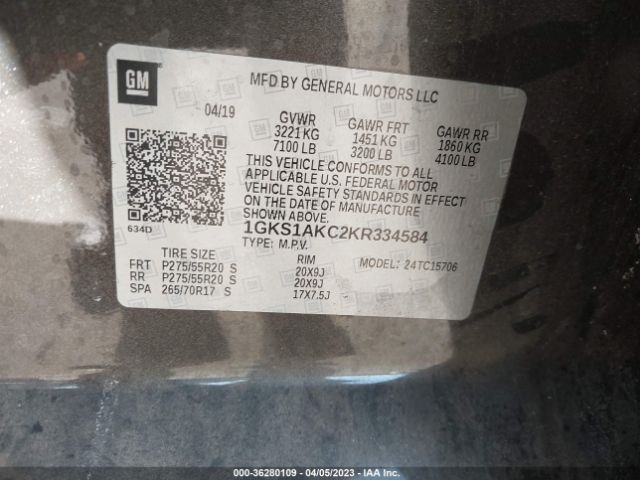 GM
MFD BY GENERAL MOTORS LLC
04/19
GVWR GAWR FRT GAWR RR
3221 KG 1451 KG 1860 KG
7100 LB 3200 LB 4100 LB
THIS VEHICLE CONFORMS TO ALL
APPLICABLE U.S. FEDERAL MOTOR
VEHICLE SAFETY STANDARDS IN EFFECT
ON THE DATE OF MANUFACTURE
SHOWN ABOVE.
634D
1GKS1AKC2KR334584
TYPE: M.P.V. MODEL: 24TC15706
TIRE SIZE RIM
FRT P275/55R20 S 20X9J
RR P275/55R20 S 20X9J
SPA 265/70R17 S 17X7.5J
000-36280109 - 04/05/2023 - IAA Inc.